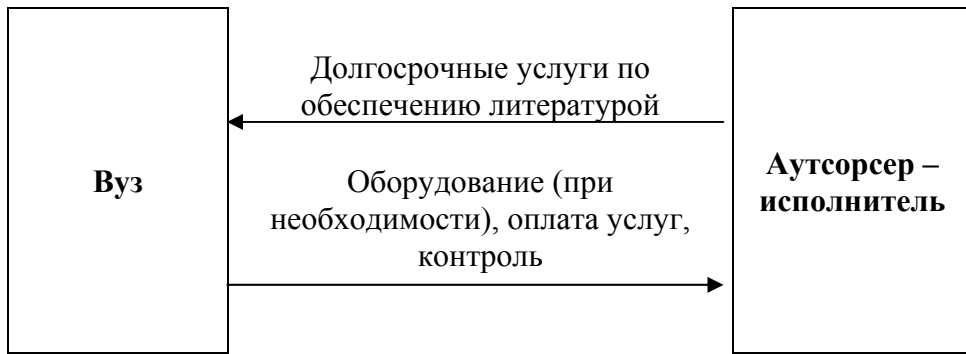 Вуз
Долгосрочные услуги по
обеспечению литературой
Оборудование (при
необходимости), оплата услуг,
контроль
Аутсорсер –
исполнитель